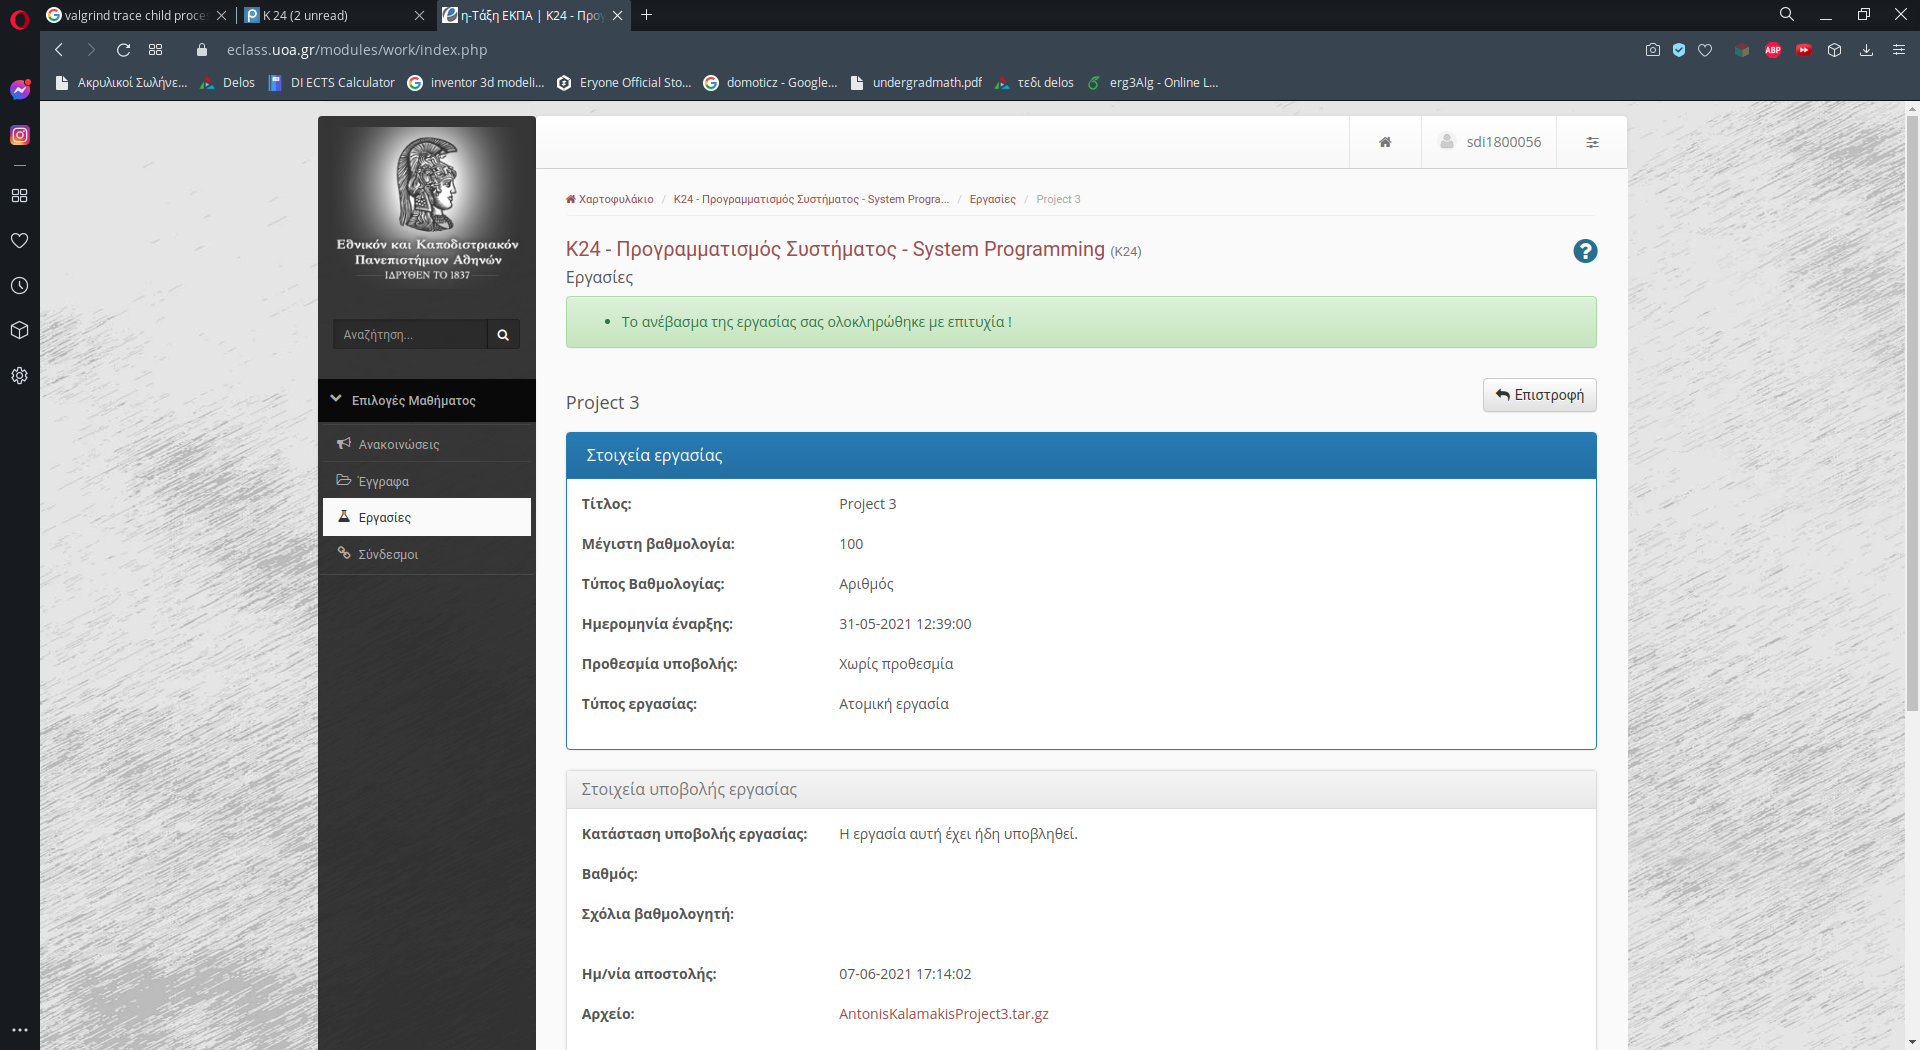 valgrind trace child proce
K 24 (2 unread)
η-Τάξη ΕΚΠΑ | Κ24 - Προγ
eclass.uoa.gr/modules/work/index.php
Ακρυλικοί Σωλήνε...
Delos
DI ECTS Calculator
inventor 3d modeli...
Eryone Official Sto...
domoticz - Google...
undergradmath.pdf
τεδι delos
erg3Alg - Online L...
ABP
Εθνικόν και Καποδιστριακόν
Πανεπιστήμιον Αθηνών
ΙΔΡΥΘΕΝ ΤΟ 1837
sdi1800056
Χαρτοφυλάκιο / Κ24 - Προγραμματισμός Συστήματος - System Progra... / Εργασίες / Project 3
Κ24 - Προγραμματισμός Συστήματος - System Programming (K24)
Εργασίες
Το ανέβασμα της εργασίας σας ολοκληρώθηκε με επιτυχία !
Αναζήτηση...
Επιλογές Μαθήματος
Ανακοινώσεις
Έγγραφα
Εργασίες
Σύνδεσμοι
Project 3
Επιστροφή
Στοιχεία εργασίας
Τίτλος: Project 3
Μέγιστη βαθμολογία: 100
Τύπος Βαθμολογίας: Αριθμός
Ημερομηνία έναρξης: 31-05-2021 12:39:00
Προθεσμία υποβολής: Χωρίς προθεσμία
Τύπος εργασίας: Ατομική εργασία
Στοιχεία υποβολής εργασίας
Κατάσταση υποβολής εργασίας: Η εργασία αυτή έχει ήδη υποβληθεί.
Βαθμός:
Σχόλια βαθμολογητή:
Ημ/νία αποστολής: 07-06-2021 17:14:02
Αρχείο: AntonisKalamakisProject3.tar.gz